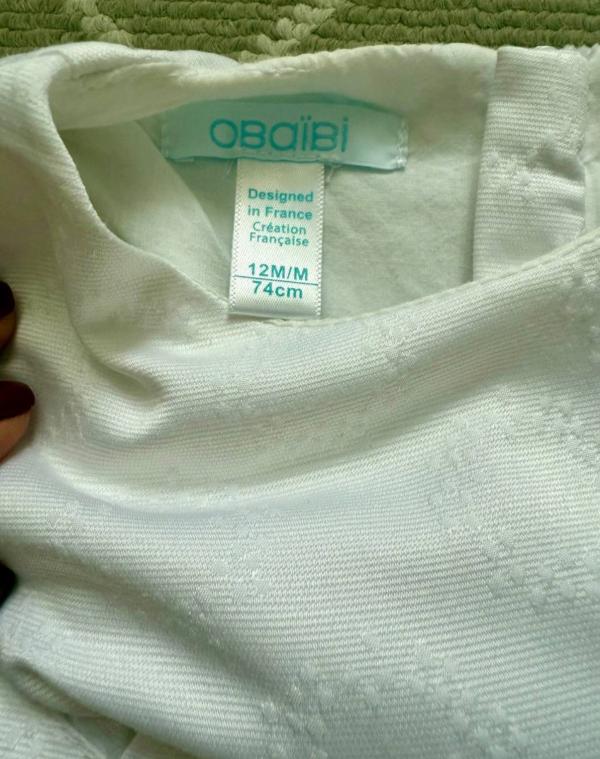 OBaïBi
Designed
in France
Création
Française
12M/M
74cm